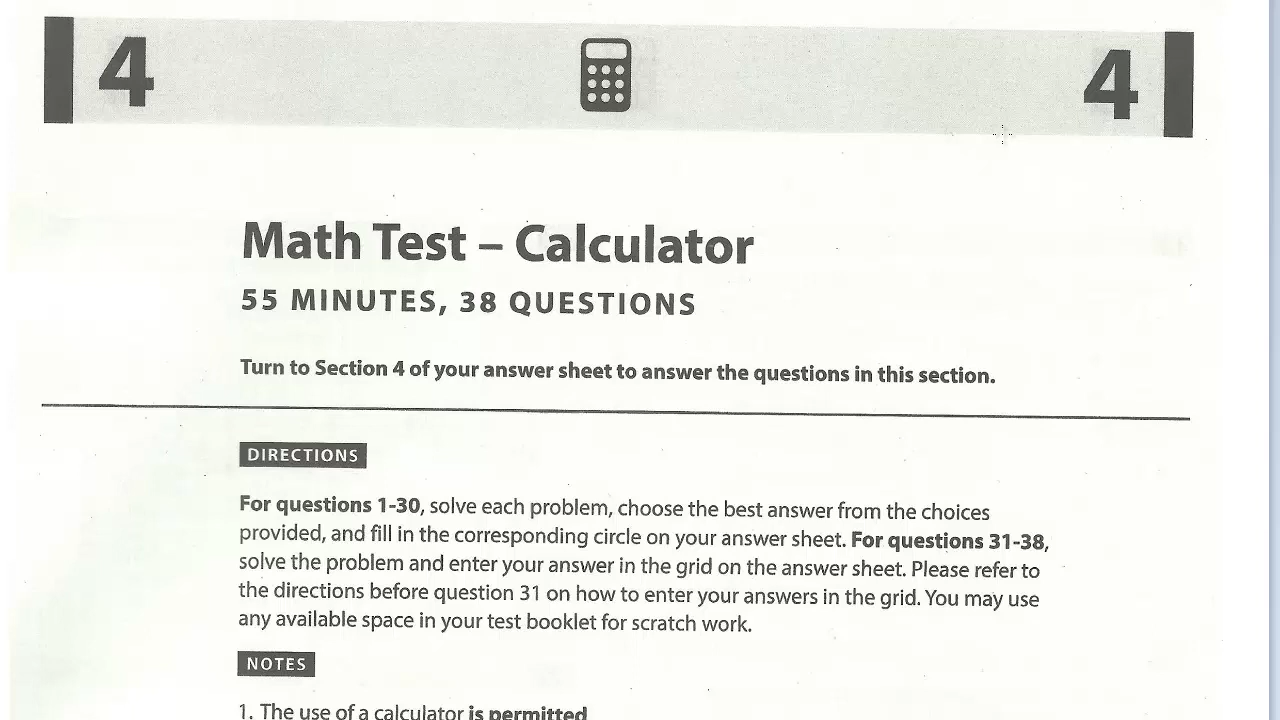 4 4
Math Test – Calculator
55 MINUTES, 38 QUESTIONS
Turn to Section 4 of your answer sheet to answer the questions in this section.
DIRECTIONS
For questions 1-30, solve each problem, choose the best answer from the choices
provided, and fill in the corresponding circle on your answer sheet. For questions 31-38,
solve the problem and enter your answer in the grid on the answer sheet. Please refer to
the directions before question 31 on how to enter your answers in the grid. You may use
any available space in your test booklet for scratch work.
NOTES
1. The use of a calculator is permitted